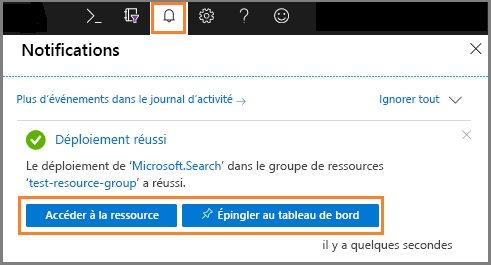 Notifications
Plus d'événements dans le journal d'activité → Ignorer tout
Déploiement réussi
Le déploiement de 'Microsoft.Search' dans le groupe de ressources
'test-resource-group' a réussi.
Accéder à la ressource Épingler au tableau de bord
il y a quelques secondes